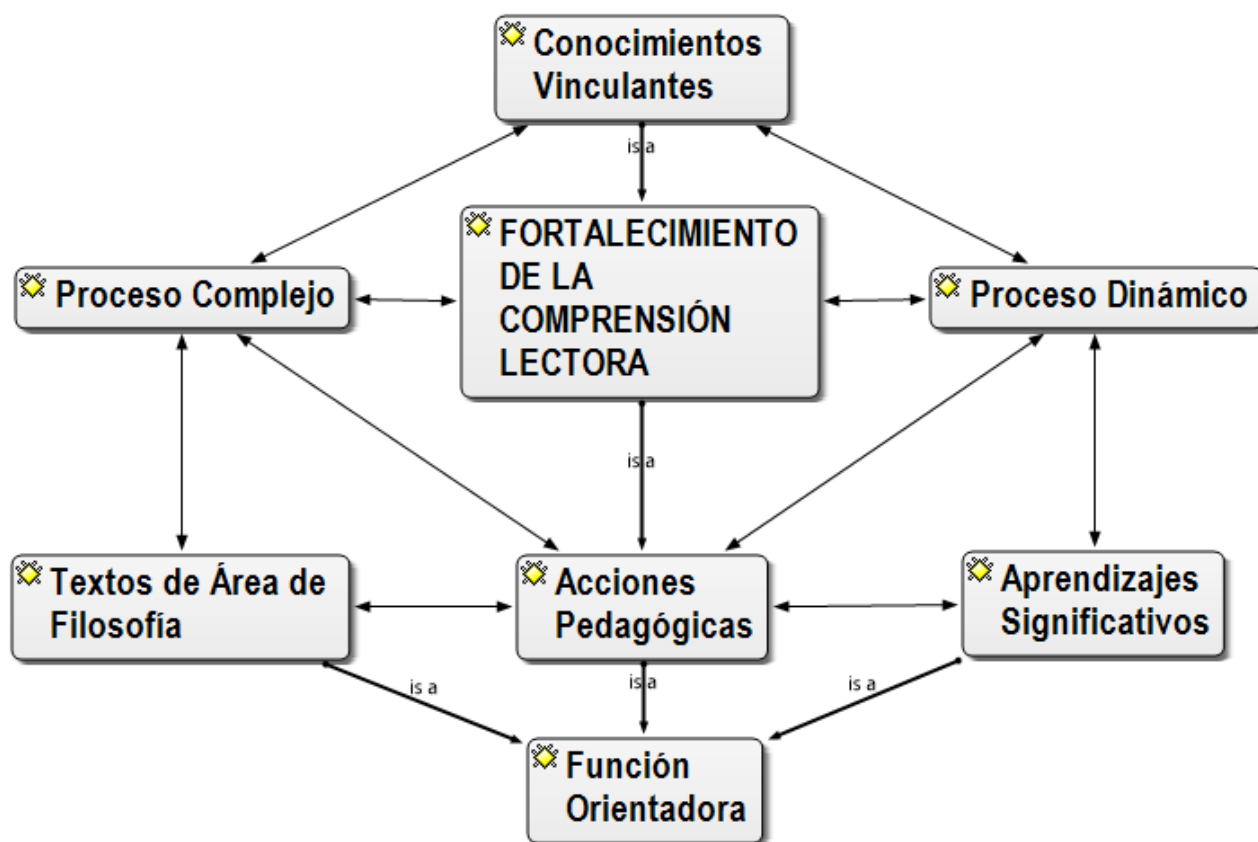 Conocimientos
Vinculantes
is a
FORTALECIMIENTO
DE LA
COMPRENSIÓN
LECTORA
Proceso Complejo
Proceso Dinámico
is a
Textos de Área de
Filosofía
Acciones
Pedagógicas
Aprendizajes
Significativos
is a
is a
is a
Función
Orientadora